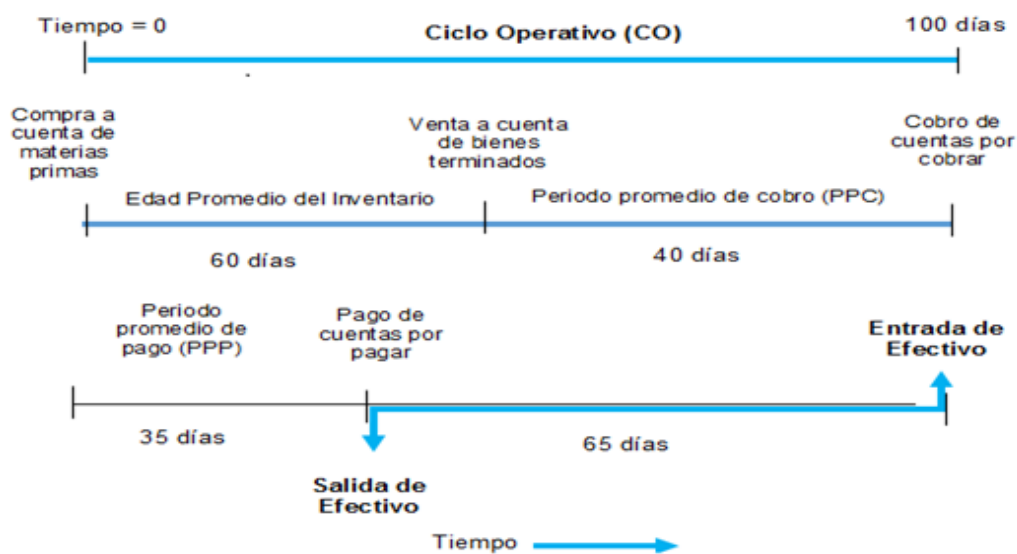 Tiempo = 0
Ciclo Operativo (CO)
100 días
Compra a
cuenta de
materias
primas
Venta a cuenta
de bienes
terminados
Cobro de
cuentas por
cobrar
Edad Promedio del Inventario
Periodo promedio de cobro (PPC)
60 días
40 días
Periodo
promedio de
pago (PPP)
Pago de
cuentas por
pagar
Entrada de
Efectivo
35 días
65 días
Salida de
Efectivo
Tiempo